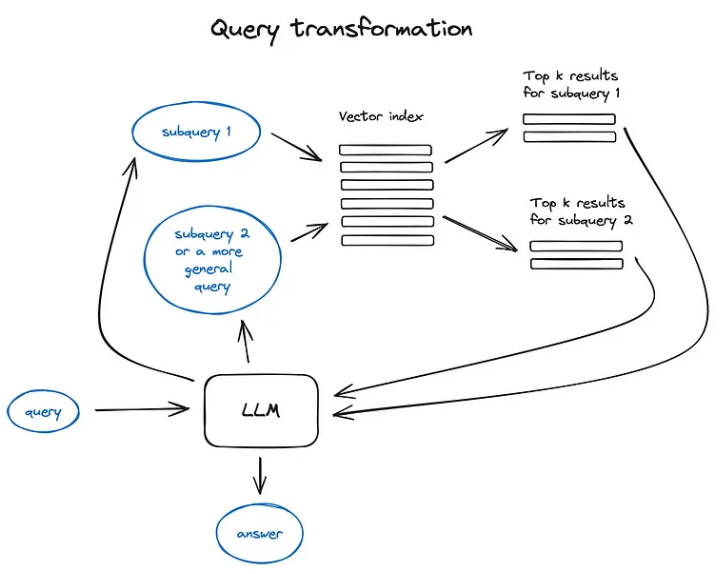 Query transformation
Top k results
for subquery 1
Vector index
subquery 1
Top k results
for subquery 2
subquery 2
or a more
general
query
query
LLM
answer